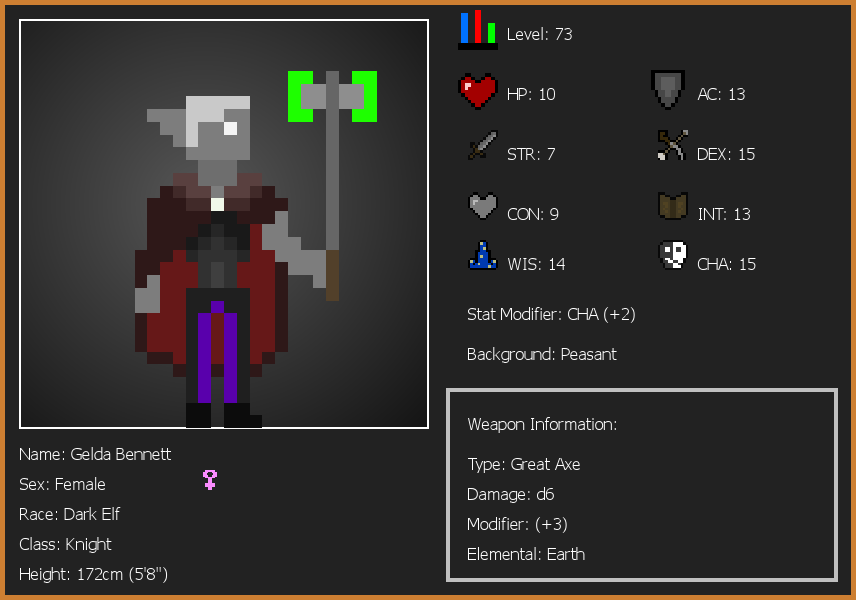 Level: 73
HP: 10
AC: 13
STR: 7
DEX: 15
CON: 9
INT: 13
WIS: 14
CHA: 15
Stat Modifier: CHA (+2)
Background: Peasant
Weapon Information:
Type: Great Axe
Damage: d6
Modifier: (+3)
Elemental: Earth
Name: Gelda Bennett
Sex: Female
Race: Dark Elf
Class: Knight
Height: 172cm (5'8")